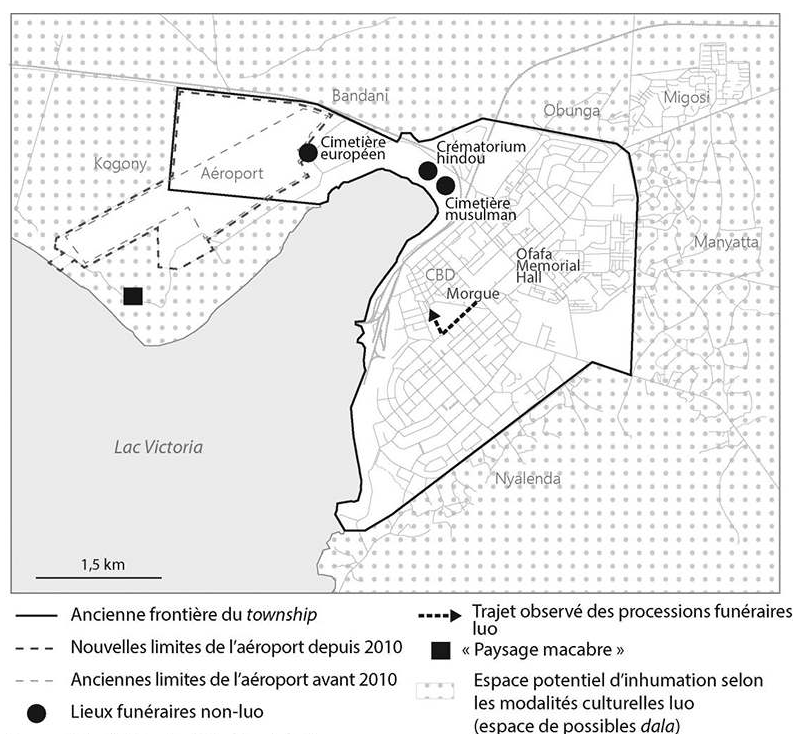 Bandani
Obunga
Migosi
Cimetière
européen
Crématorium
hindou
Kogony
Aéroport
Cimetière
musulman
Manyatta
Ofafa
Memorial
Hall
CBD
Morgue
Lac Victoria
Nyalenda
1,5 km
Ancienne frontière du township
Nouvelles limites de l'aéroport depuis 2010
Anciennes limites de l'aéroport avant 2010
Lieux funéraires non-luo
Trajet observé des processions funéraires
luo
« Paysage macabre »
Espace potentiel d'inhumation selon
les modalités culturelles luo
(espace de possibles dala)